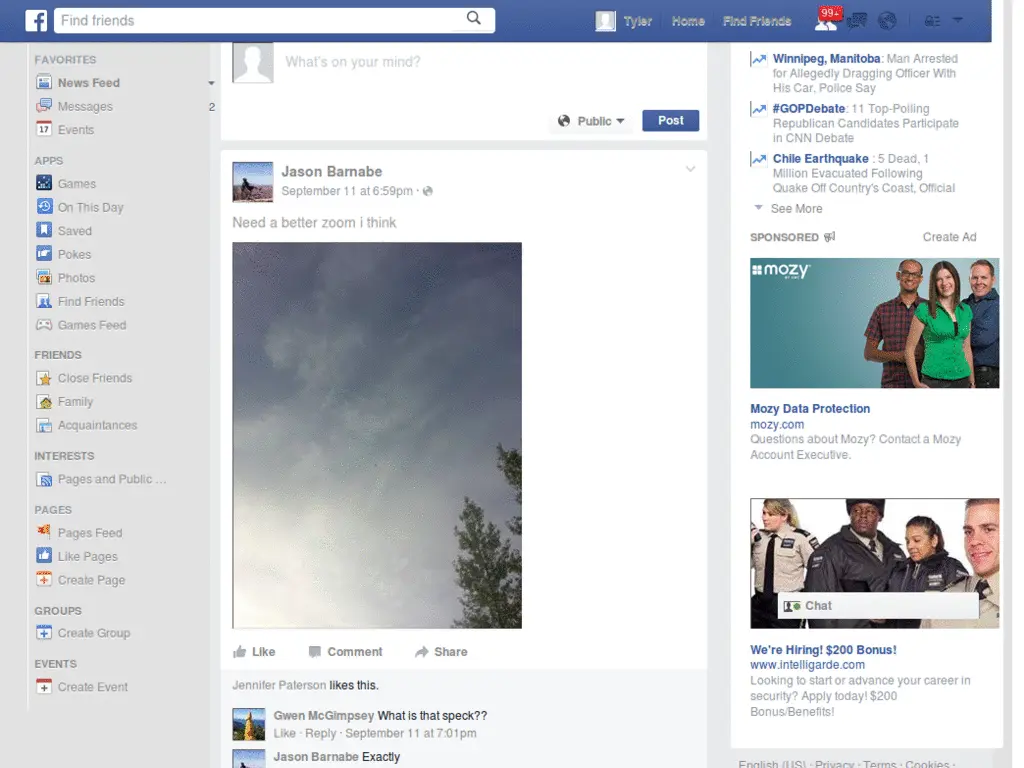 f
Find friends
Tyler
Home
Find Friends
99+
FAVORITES
News Feed
Messages
2
17
Events
APPS
Games
On This Day
Saved
Pokes
Photos
Find Friends
Games Feed
FRIENDS
Close Friends
Family
Acquaintances
INTERESTS
Pages and Public ...
PAGES
Pages Feed
Like Pages
Create Page
GROUPS
Create Group
EVENTS
Create Event
What's on your mind?
Public
Post
Jason Barnabe
September 11 at 6:59pm ·
Need a better zoom i think
Like
Comment
Share
Jennifer Paterson likes this.
Gwen McGimpsey What is that speck??
Like · Reply · September 11 at 7:01pm
Jason Barnabe Exactly
Winnipeg, Manitoba: Man Arrested
for Allegedly Dragging Officer With
His Car, Police Say
#GOPDebate: 11 Top-Polling
Republican Candidates Participate
in CNN Debate
Chile Earthquake : 5 Dead, 1
Million Evacuated Following
Quake Off Country's Coast, Official
See More
SPONSORED
Create Ad
mozy
Mozy Data Protection
mozy.com
Questions about Mozy? Contact a Mozy
Account Executive.
Chat
We're Hiring! $200 Bonus!
www.intelligarde.com
Looking to start or advance your career in
security? Apply today! $200
Bonus/Benefits!
English (US) · Privacy · Terms · Cookies ·